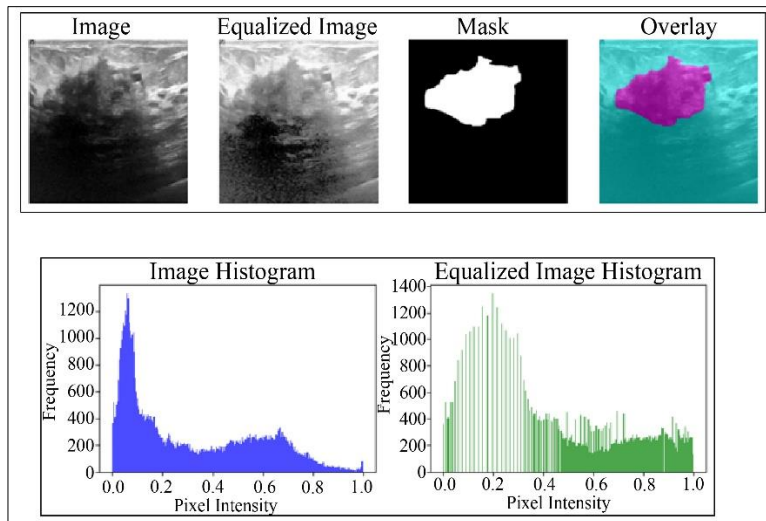 Image Equalized Image Mask Overlay
Image Histogram Equalized Image Histogram
Frequency
1200
1000
800
600
400
200
0
0.0 0.2 0.4 0.6 0.8 1.0
Pixel Intensity
Frequency
1400
1200
1000
800
600
400
200
0
0.0 0.2 0.4 0.6 0.8 1.0
Pixel Intensity